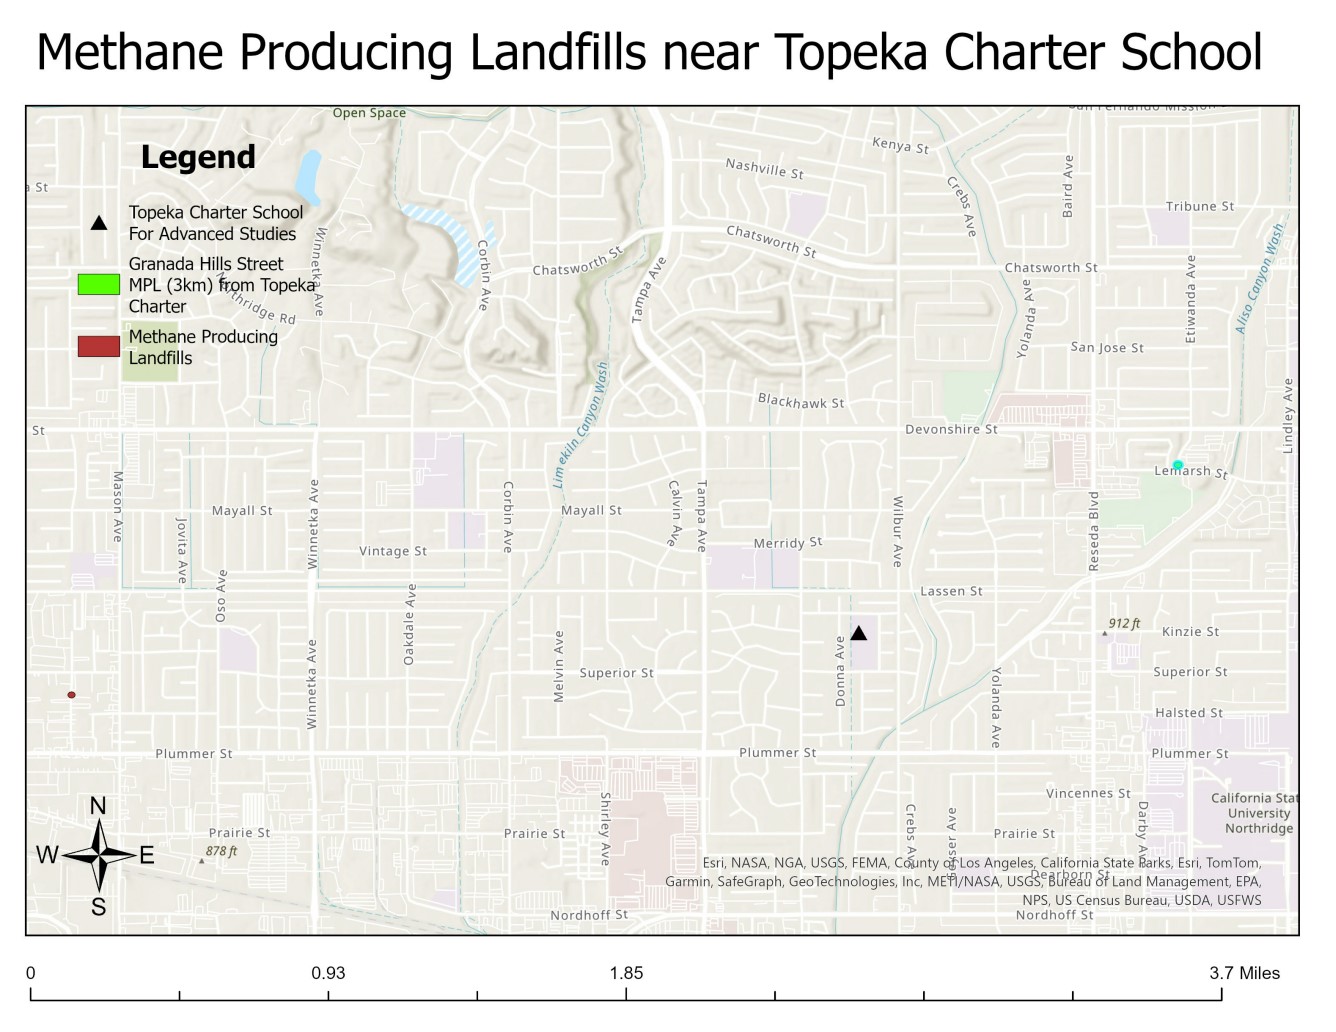 Methane Producing Landfills near Topeka Charter School
Open Space
Legend
Topeka Charter School
For Advanced Studies
Granada Hills Street
MPL (3km) from Topeka
Charter
Methane Producing
Landfills
St
Winnetka Ave
Corbin Ave
Chatsworth St
Tampa Ave
Nashville St
Kenya St
Crebs Ave
Baird Ave
Tribune St
Chatsworth St
Chatsworth St
Yolanda Ave
Etiwanda Ave
Aliso Canyon Wash
San Jose St
Limekiln Canyon Wash
Blackhawk St
Lindley Ave
St
Devonshire St
Lemarsh St
Mason Ave
Jovita Ave
Mayall St
Winnetka Ave
Vintage St
Corbin Ave
Mayall St
Calvin Ave
Tampa Ave
Merridy St
Wilbur Ave
Reseda Blvd
Oso Ave
Oakdale Ave
Lassen St
912 ft
Kinzie St
Winnetka Ave
Melvin Ave
Superior St
Donna Ave
Yolanda Ave
Superior St
Halsted St
Plummer St
Plummer St
Plummer St
Shirley Ave
Vincennes St
California Stat
University
Northridge
N
W E
S
Prairie St
878 ft
Prairie St
Crebs Av
Prairie St
Darby Av
Dearborn St
Esri, NASA, NGA, USGS, FEMA, County of Los Angeles, California State Parks, Esri, TomTom,
Garmin, SafeGraph, GeoTechnologies, Inc, METI/NASA, USGS, Bureau of Land Management, EPA,
NPS, US Census Bureau, USDA, USFWS
Nordhoff St
Nordhoff St
0 0.93 1.85 3.7 Miles